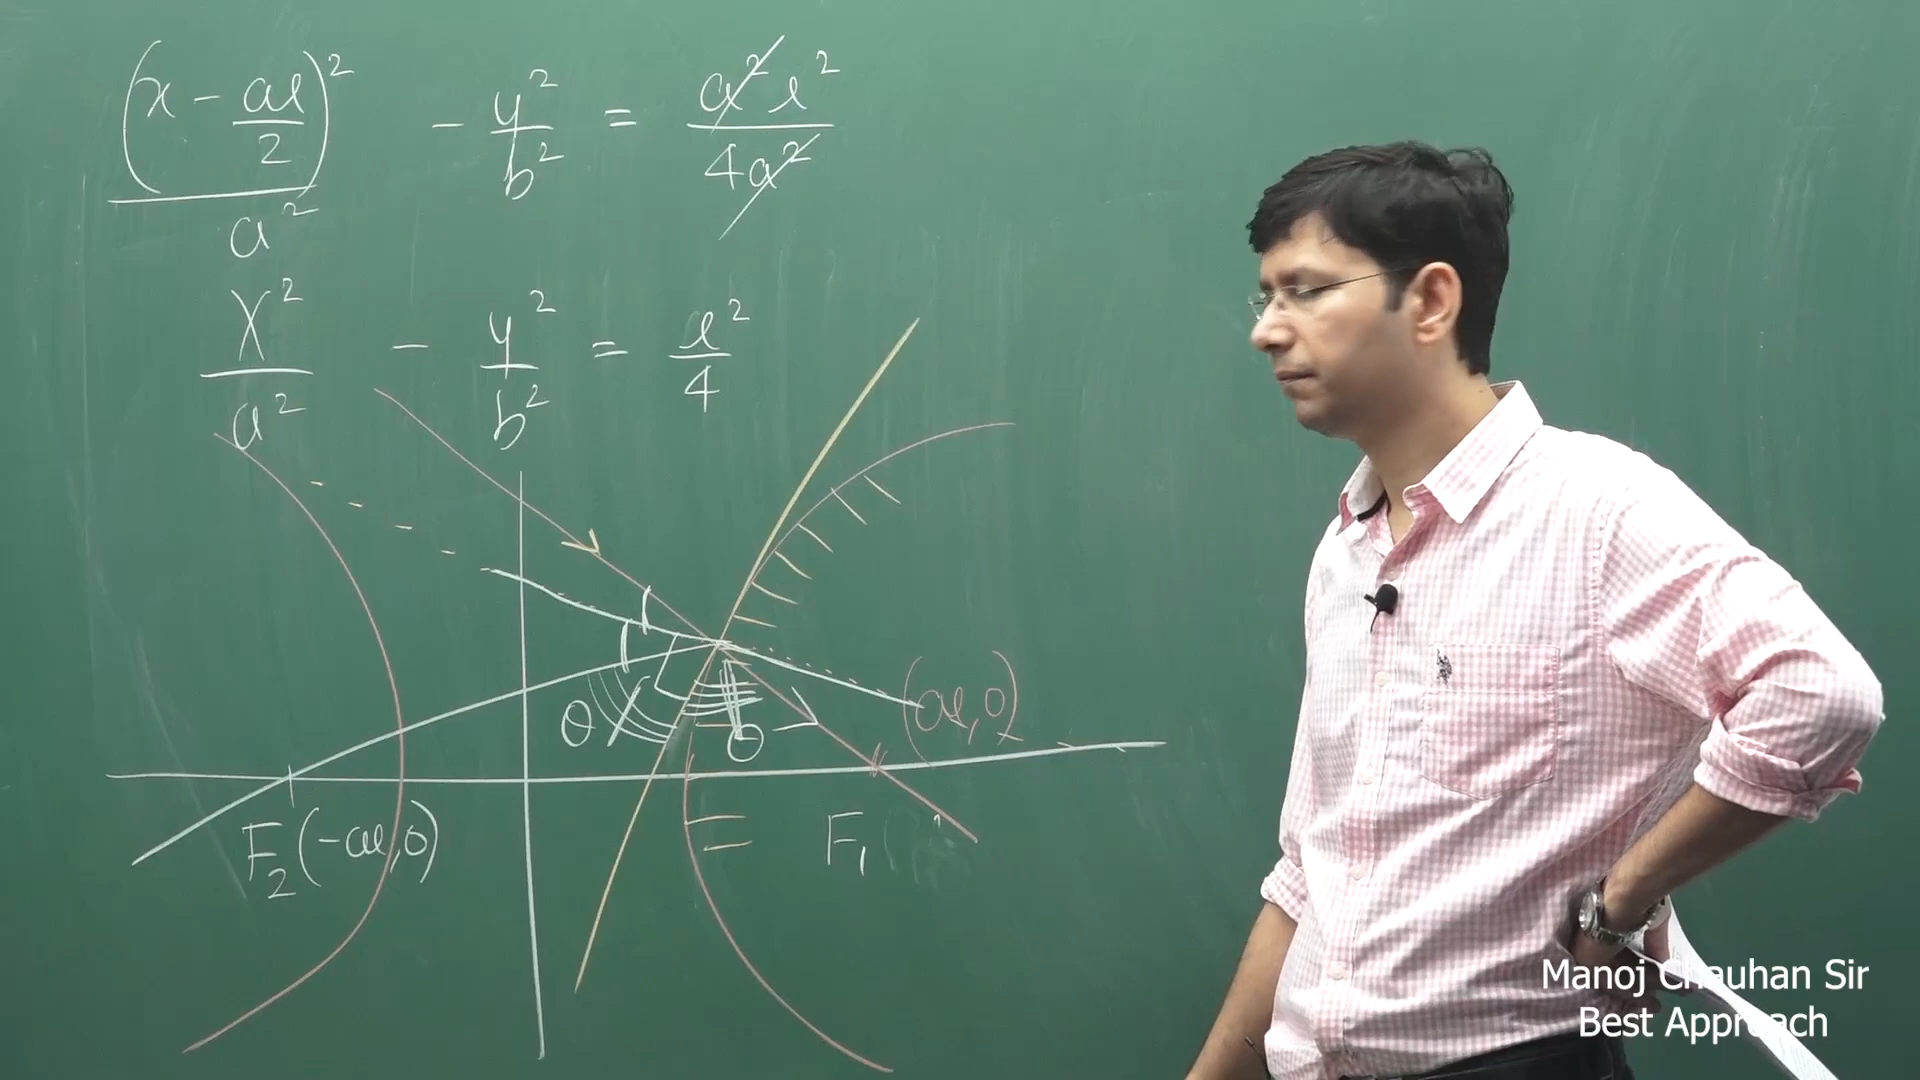 (x - ae/2)² / a² - y²/b² = a²e²/4a²
X²/a² - y²/b² = e²/4
θ θ (ae,0)
F₂(-ae,0) F₁
Manoj Chauhan Sir
Best Approach